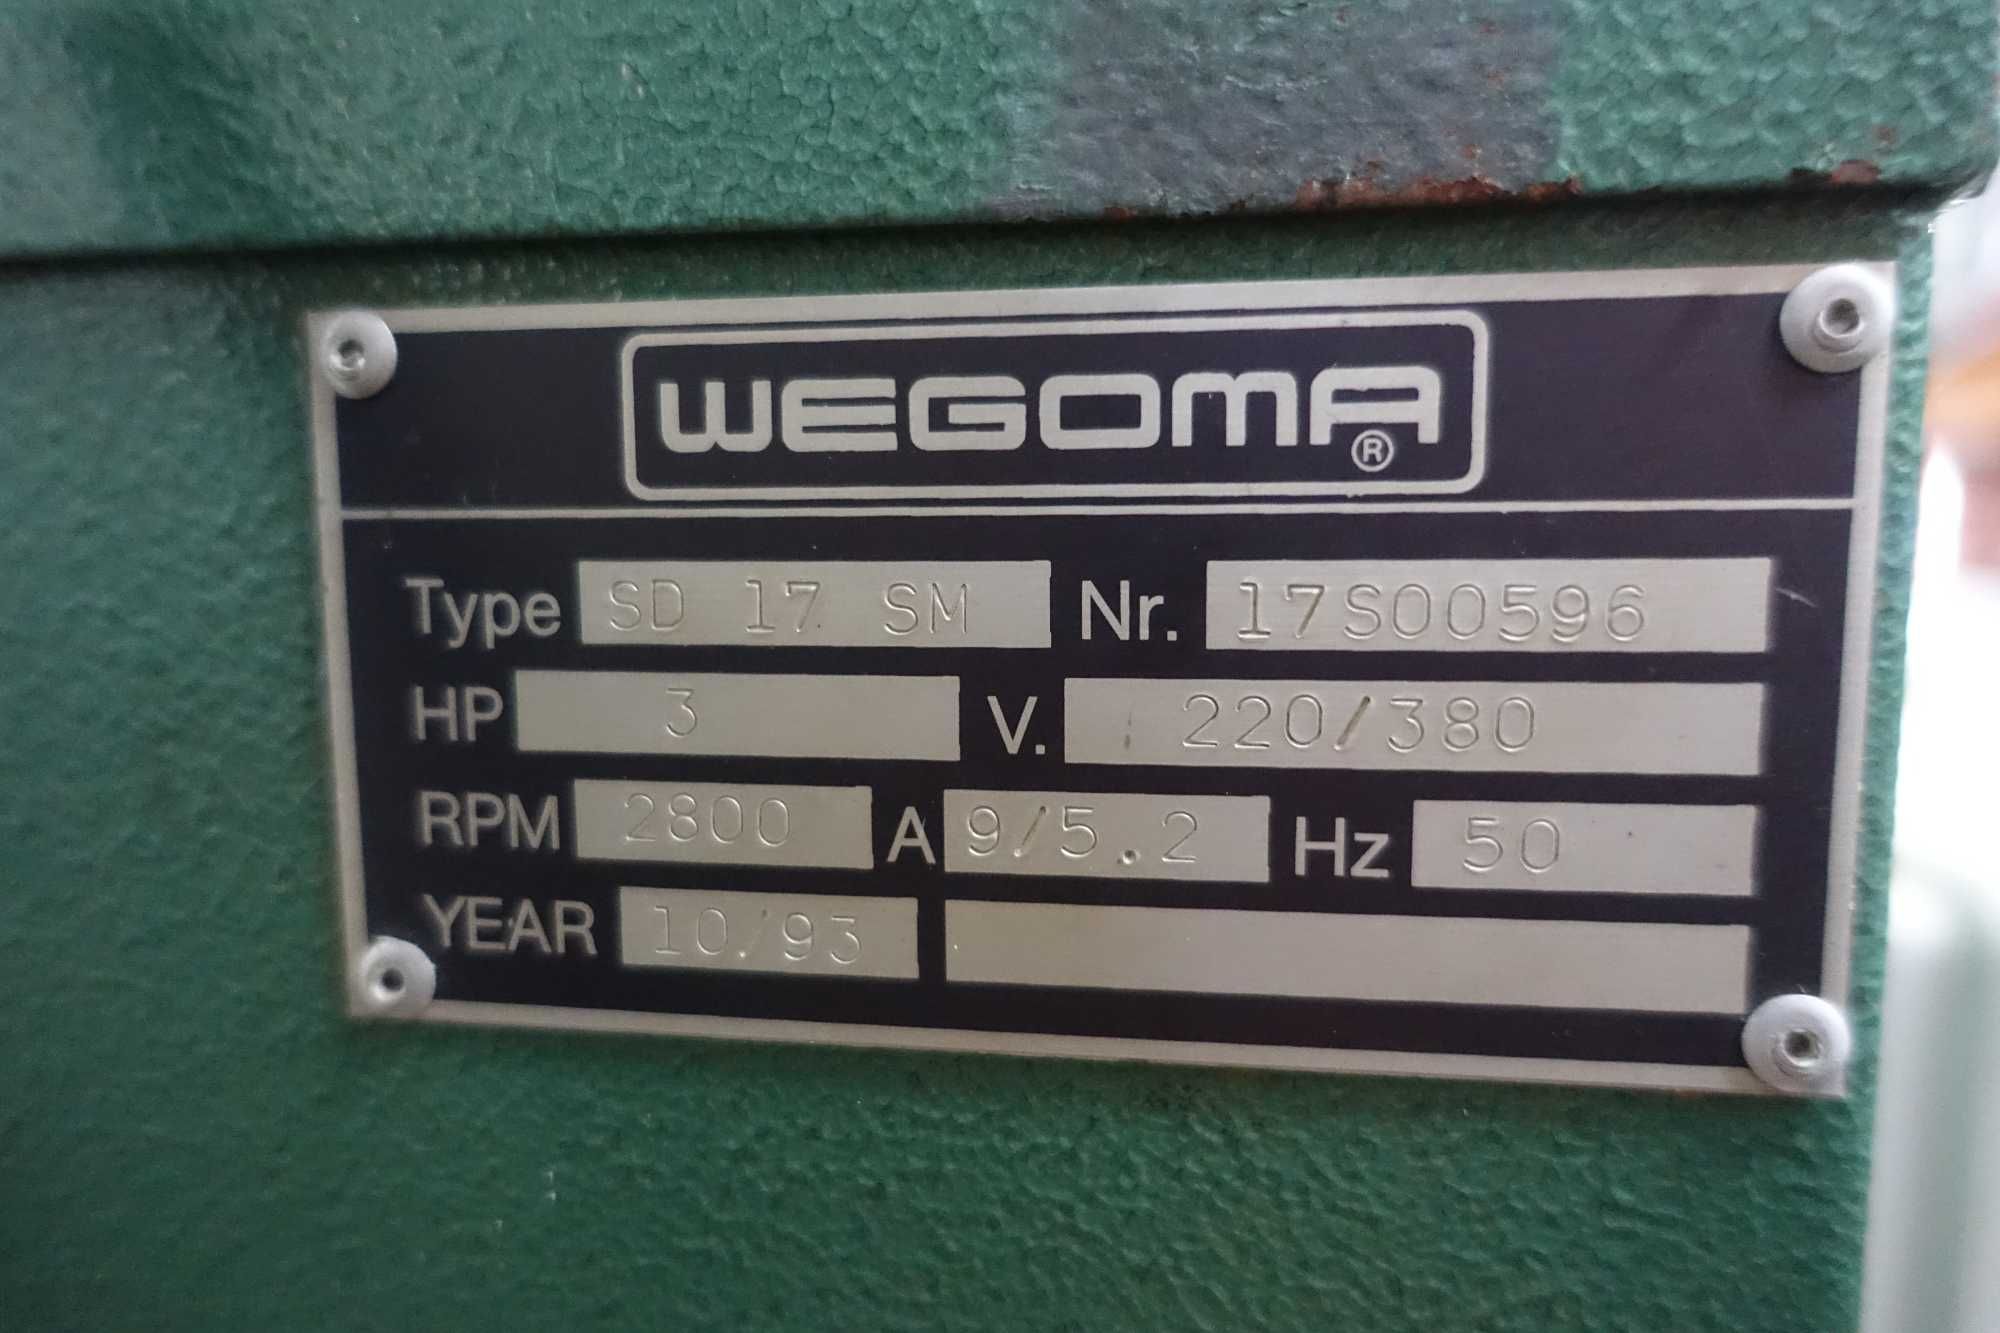 WEGOMA®
Type SD 17 SM Nr. 17S00596
HP 3 V. 220/380
RPM 2800 A 9/5.2 Hz 50
YEAR 10/93